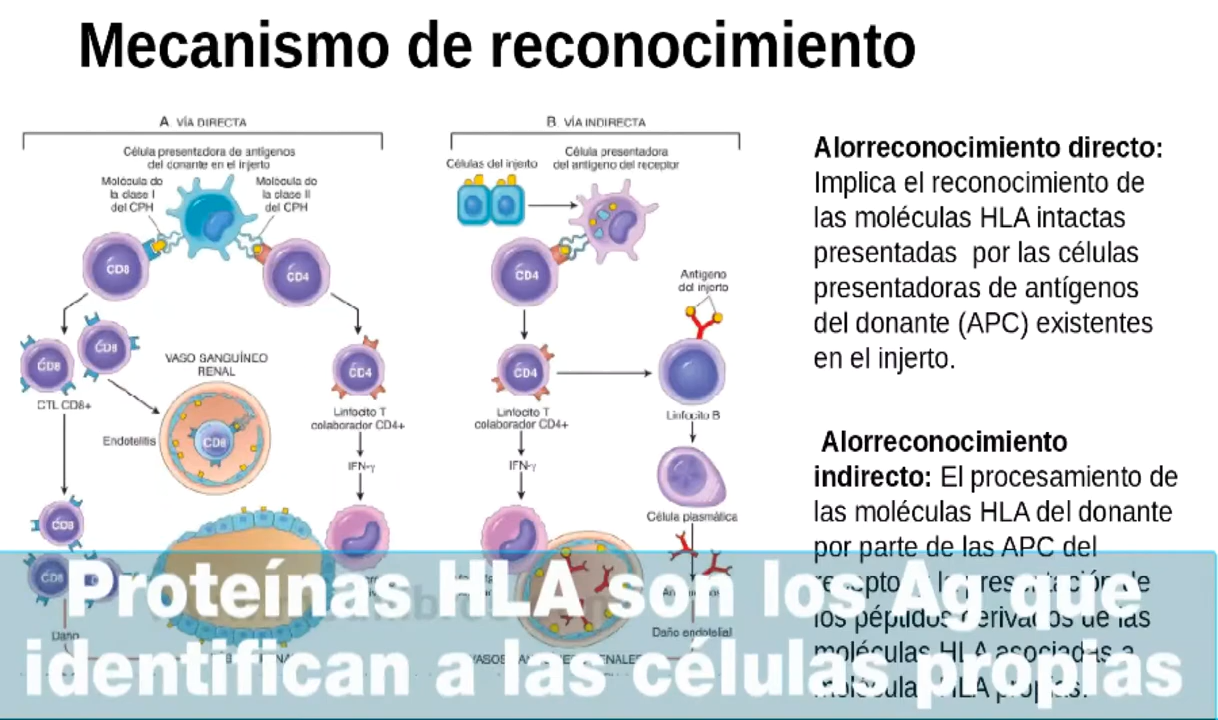 Mecanismo de reconocimiento
A. VÍA DIRECTA
Célula presentadora de antígenos
del donante en el injerto
Molécula de
la clase I
del CPH
Molécula de
la clase II
del CPH
CD8
CD4
CD8
CD8
CTL CD8+
VASO SANGUÍNEO
RENAL
CD8
Endotelitis
CD4
Linfocito T
colaborador CD4+
IFN-γ
CD8
CD8
Daño
B. VÍA INDIRECTA
Células del injerto
Célula presentadora
del antígeno del receptor
CD4
Antígeno
del injerto
CD4
Linfocito T
colaborador CD4+
Linfocito B
IFN-γ
Célula plasmática
Daño endotelial
Alorreconocimiento directo:
Implica el reconocimiento de
las moléculas HLA intactas
presentadas por las células
presentadoras de antígenos
del donante (APC) existentes
en el injerto.
Alorreconocimiento
indirecto: El procesamiento de
las moléculas HLA del donante
por parte de las APC del
los péptidos derivados de las
moléculas HLA asociadas a
moléculas HLA propias.
Proteínas HLA son los Ag que
identifican a las células propias